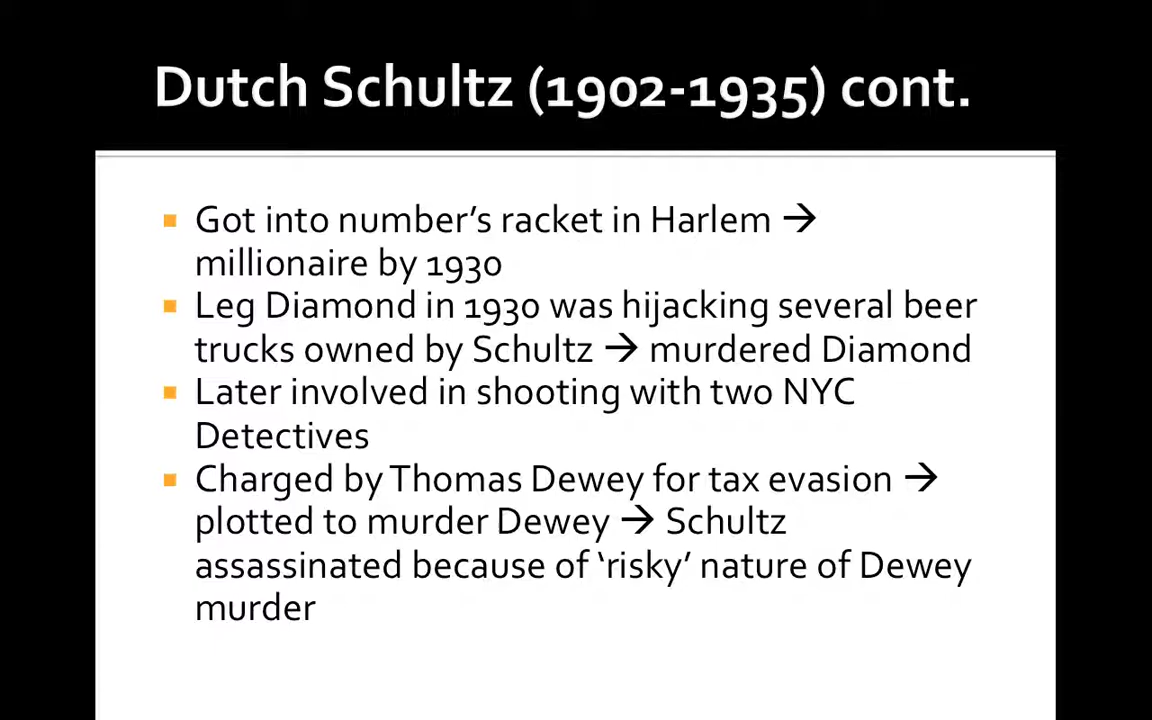 Dutch Schultz (1902-1935) cont.
▪ Got into number’s racket in Harlem →
millionaire by 1930
▪ Leg Diamond in 1930 was hijacking several beer
trucks owned by Schultz → murdered Diamond
▪ Later involved in shooting with two NYC
Detectives
▪ Charged by Thomas Dewey for tax evasion →
plotted to murder Dewey → Schultz
assassinated because of ‘risky’ nature of Dewey
murder